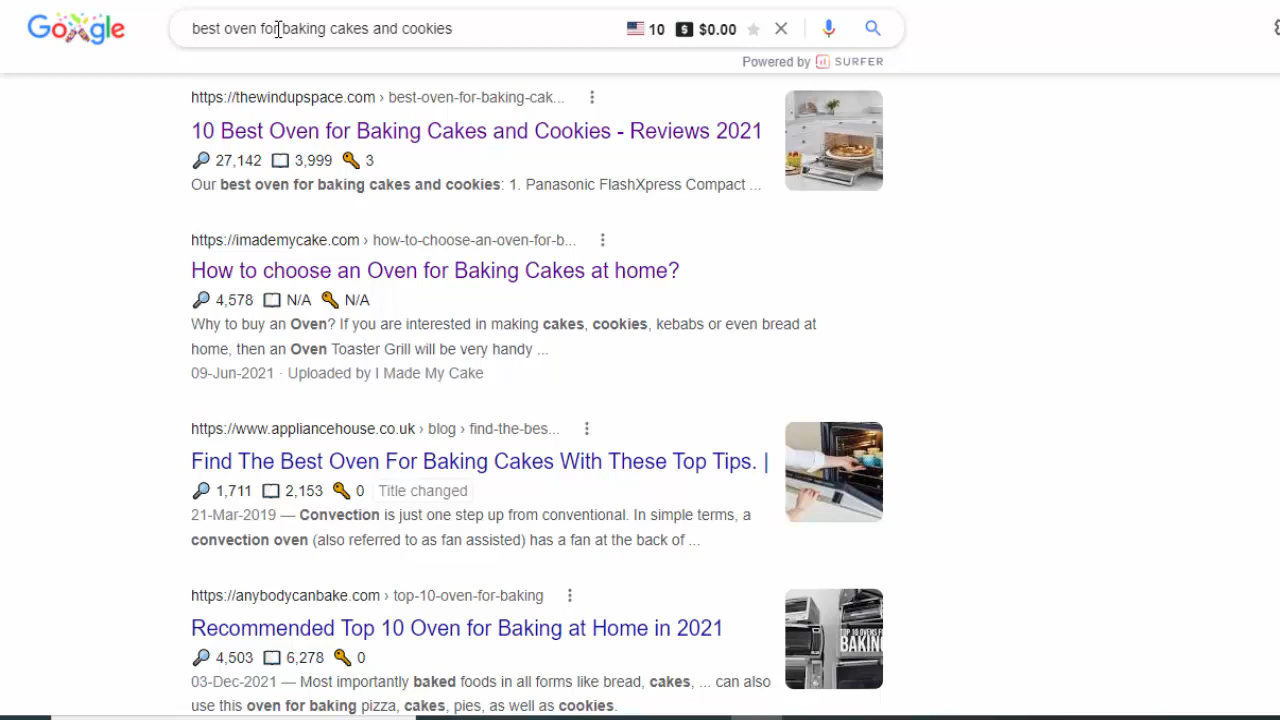 Google
best oven for baking cakes and cookies
10 $ $0.00
Powered by SURFER
https://thewindupspace.com › best-oven-for-baking-cak...
10 Best Oven for Baking Cakes and Cookies - Reviews 2021
27,142 3,999 3
Our best oven for baking cakes and cookies: 1. Panasonic FlashXpress Compact ...
https://imademycake.com › how-to-choose-an-oven-for-b...
How to choose an Oven for Baking Cakes at home?
4,578 N/A N/A
Why to buy an Oven? If you are interested in making cakes, cookies, kebabs or even bread at
home, then an Oven Toaster Grill will be very handy ...
09-Jun-2021 · Uploaded by I Made My Cake
https://www.appliancehouse.co.uk › blog › find-the-bes...
Find The Best Oven For Baking Cakes With These Top Tips. |
1,711 2,153 0 Title changed
21-Mar-2019 — Convection is just one step up from conventional. In simple terms, a
convection oven (also referred to as fan assisted) has a fan at the back of ...
https://anybodycanbake.com › top-10-oven-for-baking
Recommended Top 10 Oven for Baking at Home in 2021
4,503 6,278 0
03-Dec-2021 — Most importantly baked foods in all forms like bread, cakes, ... can also
use this oven for baking pizza, cakes, pies, as well as cookies.
TOP 10 OVENS F
BAKIN